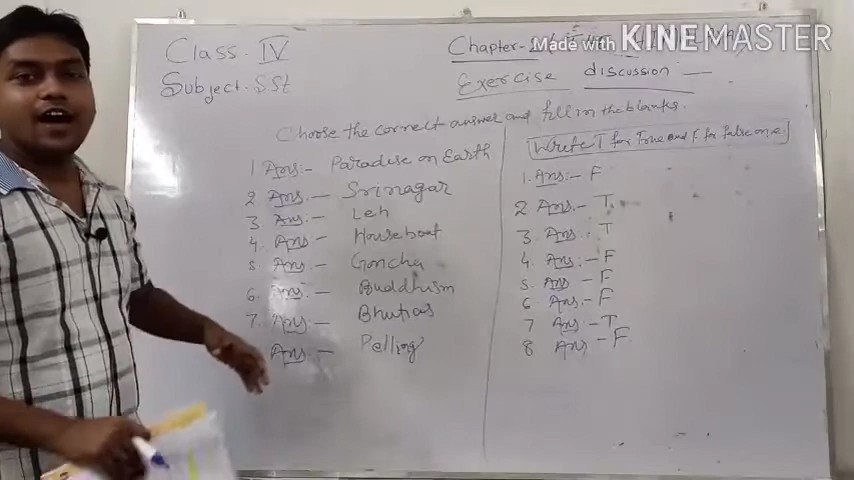 Class- IV
Subject- SSt
Chapter-
Made With KINEMASTER
Exercise discussion
Choose the correct answer and fill in the blanks.
1 Ans:- Paradise on Earth
2 Ans.- Srinagar
3 Ans:- Leh
4. Ans - Houseboat
5. Ans - Goncha
6. Ans:- Buddhism
7. Ans:- Bhutias
Ans - Pelling
Write T for True and F for false one
1. Ans:- F
2 Ans.- T
3 Ans.- T
4 Ans.- F
5 Ans - F
6 Ans.- F
7 Ans - T
8 Ans - F